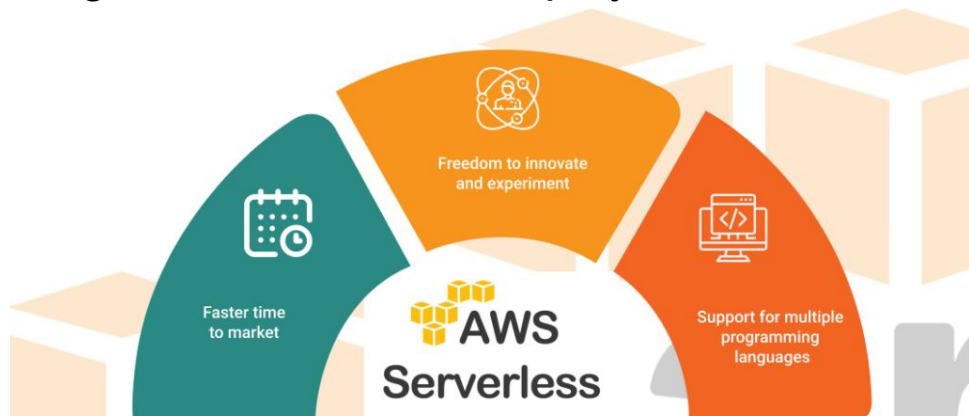 Freedom to innovate
and experiment
Faster time
to market
Support for multiple
programming
languages
AWS
Serverless